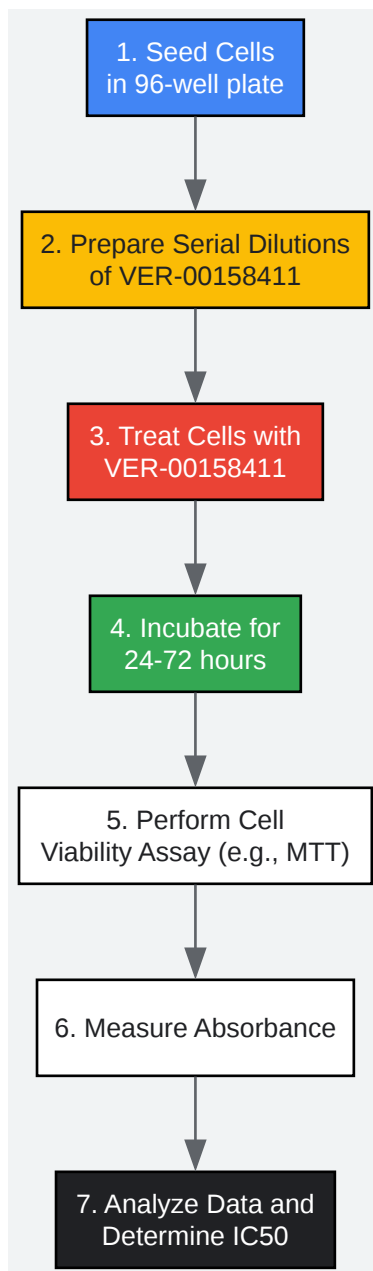 1. Seed Cells
in 96-well plate
2. Prepare Serial Dilutions
of VER-00158411
3. Treat Cells with
VER-00158411
4. Incubate for
24-72 hours
5. Perform Cell
Viability Assay (e.g., MTT)
6. Measure Absorbance
7. Analyze Data and
Determine IC50